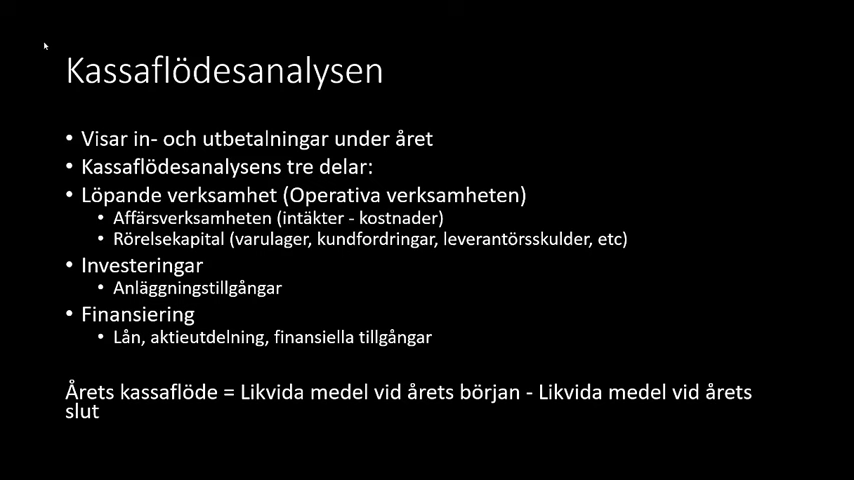 Kassaflödesanalysen
• Visar in- och utbetalningar under året
• Kassaflödesanalysens tre delar:
• Löpande verksamhet (Operativa verksamheten)
• Affärsverksamheten (intäkter - kostnader)
• Rörelsekapital (varulager, kundfordringar, leverantörsskulder, etc)
• Investeringar
• Anläggningstillgångar
• Finansiering
• Lån, aktieutdelning, finansiella tillgångar
Årets kassaflöde = Likvida medel vid årets början - Likvida medel vid årets
slut